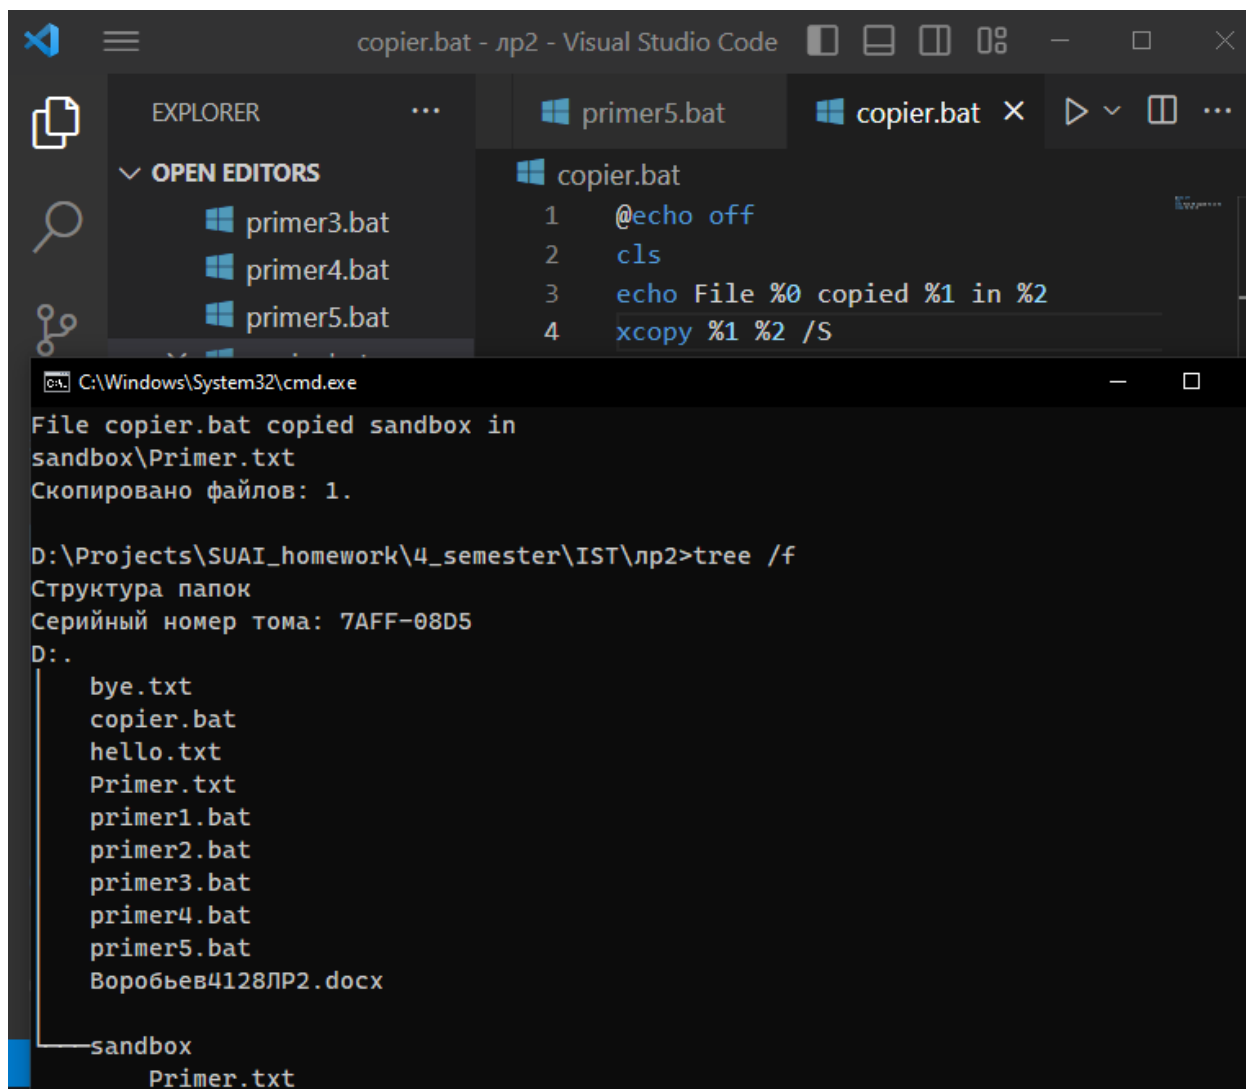 copier.bat - лр2 - Visual Studio Code
EXPLORER
OPEN EDITORS
primer3.bat
primer4.bat
primer5.bat
primer5.bat
copier.bat
copier.bat
1 @echo off
2 cls
3 echo File %0 copied %1 in %2
4 xcopy %1 %2 /S
C:\Windows\System32\cmd.exe
File copier.bat copied sandbox in
sandbox\Primer.txt
Скопировано файлов: 1.
D:\Projects\SUAI_homework\4_semester\IST\лр2>tree /f
Структура папок
Серийный номер тома: 7AFF-08D5
D:.
bye.txt
copier.bat
hello.txt
Primer.txt
primer1.bat
primer2.bat
primer3.bat
primer4.bat
primer5.bat
Воробьев4128ЛР2.docx
sandbox
Primer.txt